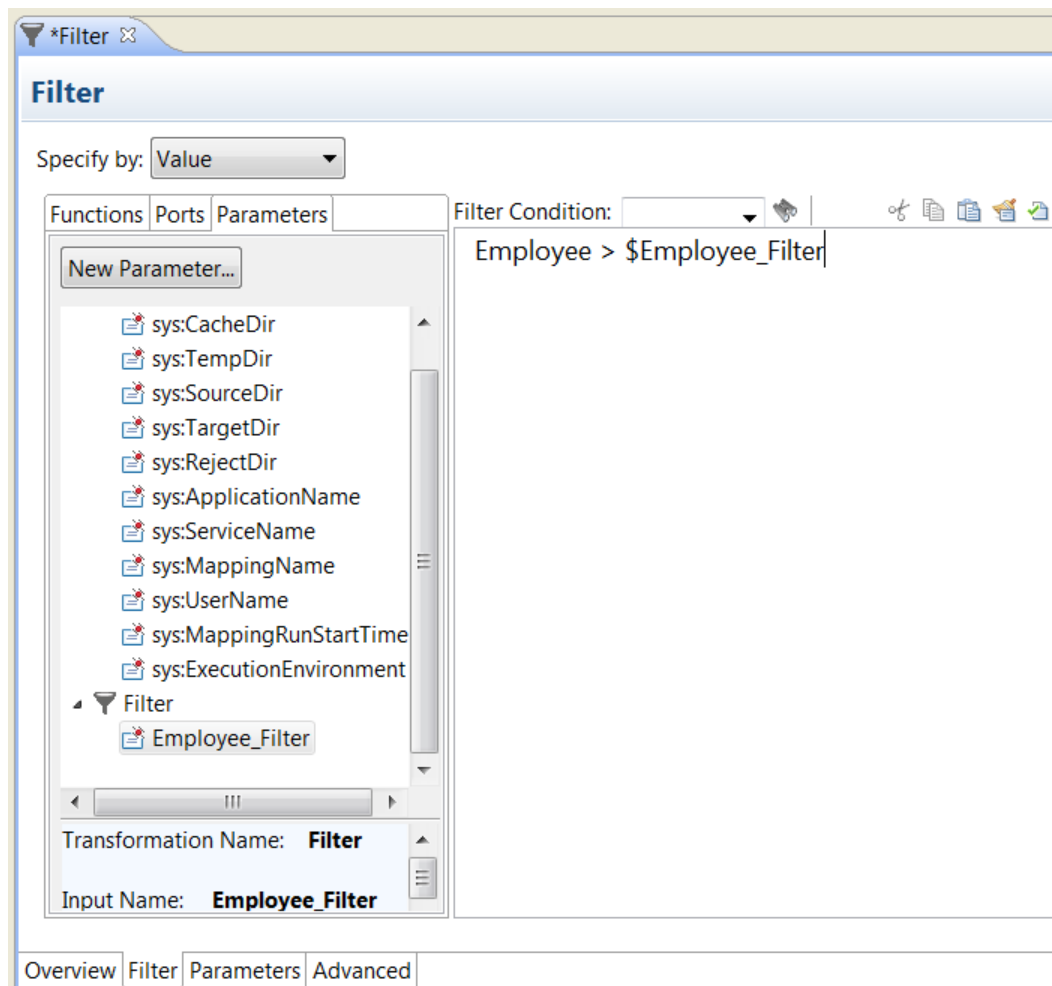 *Filter
Filter
Specify by: Value
Functions Ports Parameters
Filter Condition:
New Parameter...
Employee > $Employee_Filter
sys:CacheDir
sys:TempDir
sys:SourceDir
sys:TargetDir
sys:RejectDir
sys:ApplicationName
sys:ServiceName
sys:MappingName
sys:UserName
sys:MappingRunStartTime
sys:ExecutionEnvironment
Filter
Employee_Filter
Transformation Name: Filter
Input Name: Employee_Filter
Overview Filter Parameters Advanced